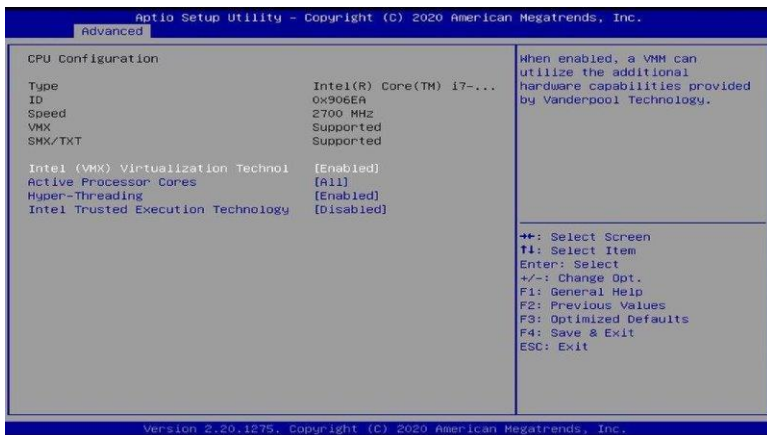 Aptio Setup Utility – Copyright (C) 2020 American Megatrends, Inc.
Advanced
CPU Configuration
Type Intel(R) Core(TM) i7-...
ID 0x906EA
Speed 2700 MHz
VMX Supported
SMX/TXT Supported
Intel (VMX) Virtualization Technol [Enabled]
Active Processor Cores [All]
Hyper-Threading [Enabled]
Intel Trusted Execution Technology [Disabled]
When enabled, a VMM can
utilize the additional
hardware capabilities provided
by Vanderpool Technology.
→←: Select Screen
↑↓: Select Item
Enter: Select
+/-: Change Opt.
F1: General Help
F2: Previous Values
F3: Optimized Defaults
F4: Save & Exit
ESC: Exit
Version 2.20.1275. Copyright (C) 2020 American Megatrends, Inc.